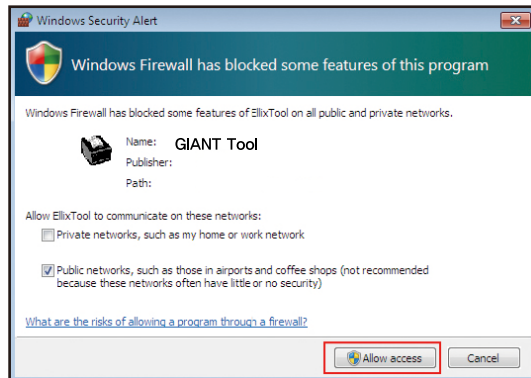 Windows Security Alert
Windows Firewall has blocked some features of this program
Windows Firewall has blocked some features of EllixTool on all public and private networks.
Name: GIANT Tool
Publisher:
Path:
Allow EllixTool to communicate on these networks:
Private networks, such as my home or work network
Public networks, such as those in airports and coffee shops (not recommended
because these networks often have little or no security)
What are the risks of allowing a program through a firewall?
Allow access Cancel